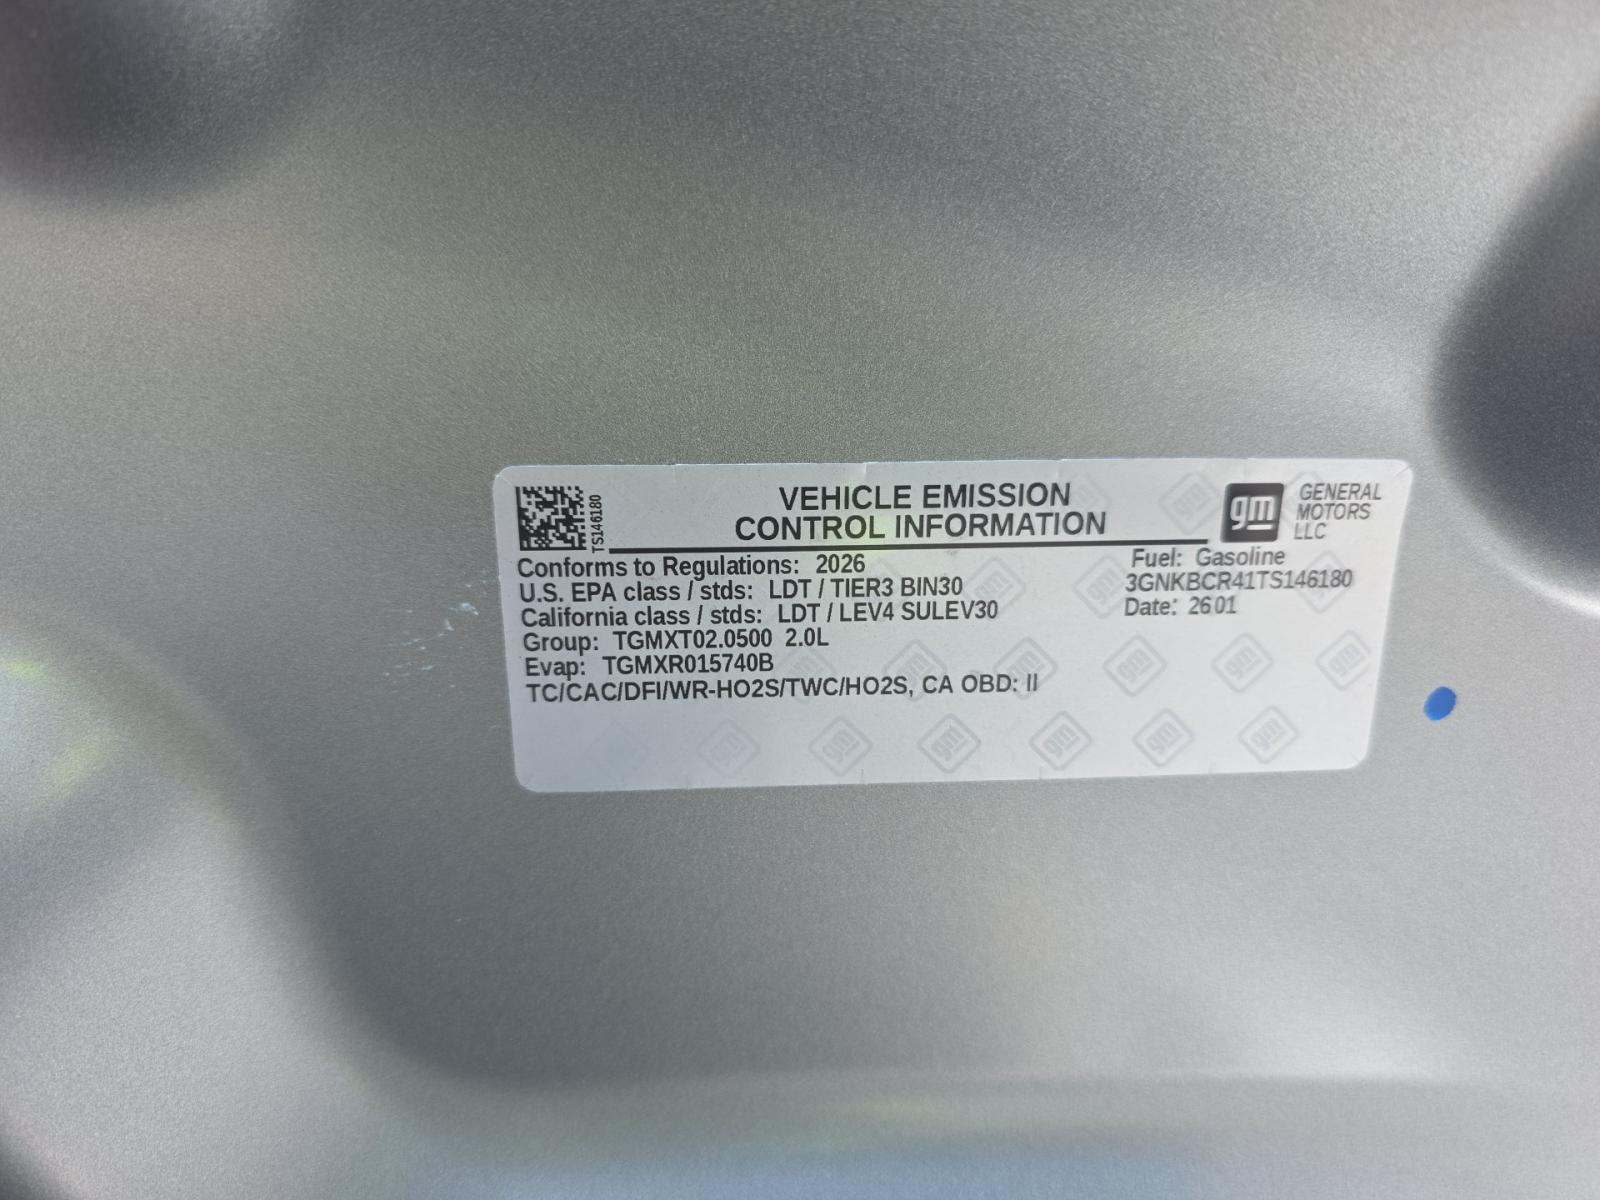 TS146180
VEHICLE EMISSION
CONTROL INFORMATION
gm
GENERAL
MOTORS
LLC
Conforms to Regulations: 2026
U.S. EPA class / stds: LDT / TIER3 BIN30
California class / stds: LDT / LEV4 SULEV30
Group: TGMXT02.0500 2.0L
Evap: TGMXR015740B
TC/CAC/DFI/WR-HO2S/TWC/HO2S, CA OBD: II
Fuel: Gasoline
3GNKBCR41TS146180
Date: 2601